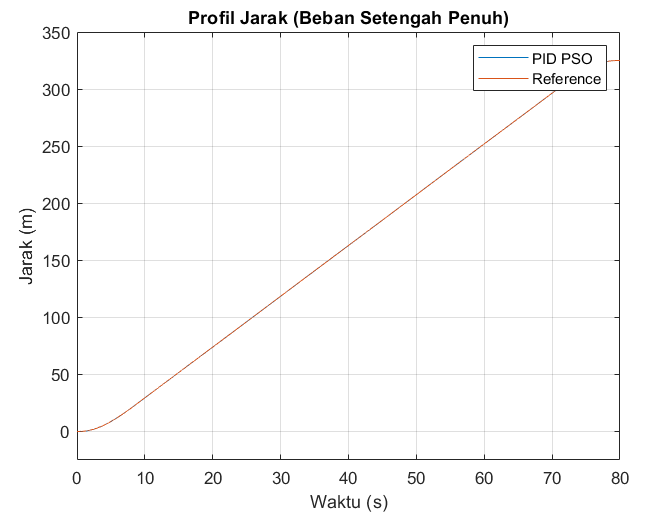 Profil Jarak (Beban Setengah Penuh)
350
300
250
200
150
100
50
0
Jarak (m)
PID PSO
Reference
0 10 20 30 40 50 60 70 80
Waktu (s)